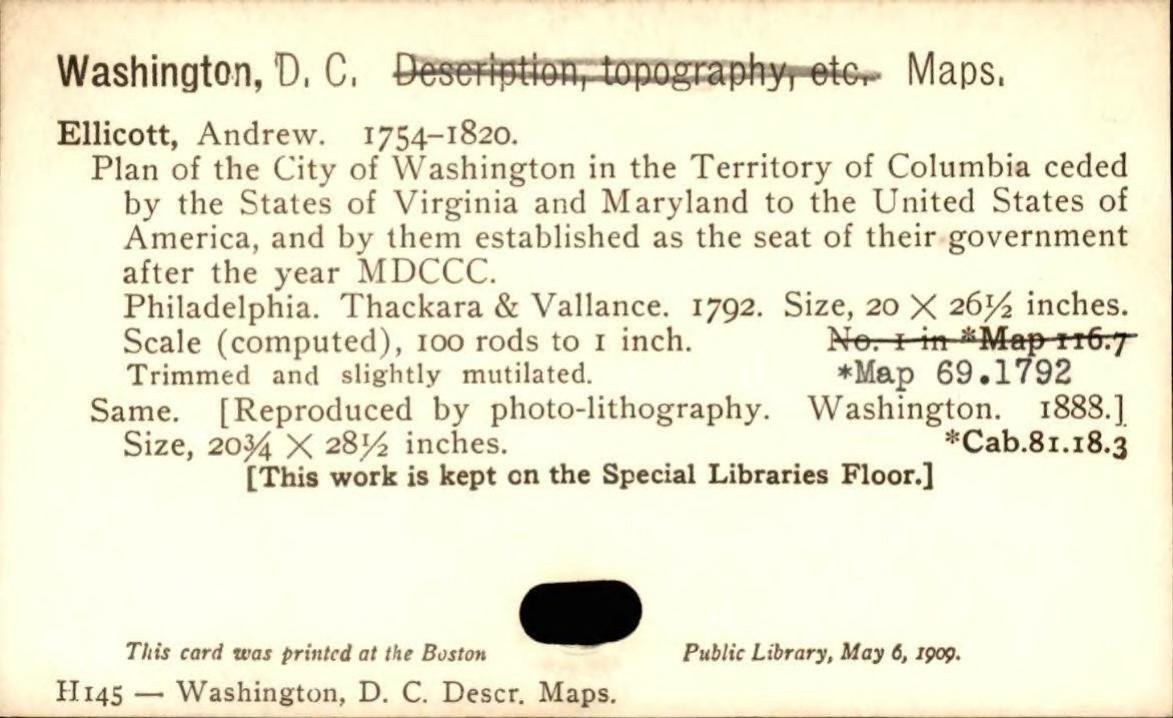 Washington, D. C. Description, topography, etc. Maps.
Ellicott, Andrew. 1754–1820.
Plan of the City of Washington in the Territory of Columbia ceded
by the States of Virginia and Maryland to the United States of
America, and by them established as the seat of their government
after the year MDCCC.
Philadelphia. Thackara & Vallance. 1792. Size, 20 × 26½ inches.
Scale (computed), 100 rods to 1 inch. No. 1 in *Map 116.7
Trimmed and slightly mutilated. *Map 69.1792
Same. [Reproduced by photo-lithography. Washington. 1888.]
Size, 20¾ × 28½ inches. *Cab.81.18.3
[This work is kept on the Special Libraries Floor.]
This card was printed at the Boston Public Library, May 6, 1909.
H145 — Washington, D. C. Descr. Maps.